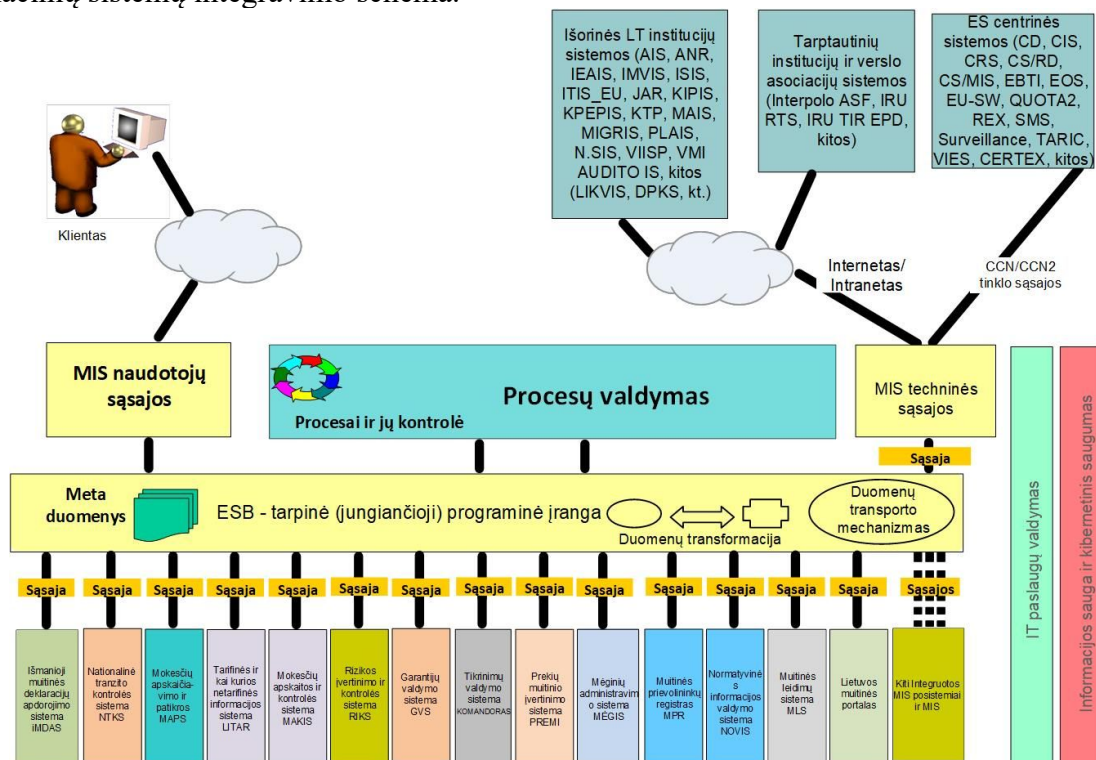 acinių sistemų integravimo schema.
Išorinės LT institucijų
sistemos (AIS, ANR,
IEAIS, IMVIS, ISIS,
ITIS_EU, JAR, KIPIS,
KPEPIS, KTP, MAIS,
MIGRIS, PLAIS,
N.SIS, VIISP, VMI
AUDITO IS, kitos
(LIKVIS, DPKS, kt.)
Tarptautinių
institucijų ir verslo
asociacijų sistemos
(Interpolo ASF, IRU
RTS, IRU TIR EPD,
kitos)
ES centrinės
sistemos (CD, CIS,
CRS, CS/RD,
CS/MIS, EBTI, EOS,
EU-SW, QUOTA2,
REX, SMS,
Surveillance, TARIC,
VIES, CERTEX, kitos)
Klientas
Internetas/
Intranetas
CCN/CCN2
tinklo sąsajos
MIS naudotojų
sąsajos
Procesų valdymas
Procesai ir jų kontrolė
MIS techninės
sąsajos
Sąsaja
Meta
duomenys
ESB - tarpinė (jungiančioji) programinė įranga
Duomenų transformacija
Duomenų
transporto
mechanizmas
Sąsaja
Sąsaja
Sąsaja
Sąsaja
Sąsaja
Sąsaja
Sąsaja
Sąsaja
Sąsaja
Sąsaja
Sąsaja
Sąsaja
Sąsaja
Sąsaja
Sąsajos
Išmanioji
muitinės
deklaracijų
apdorojimo
sistema
iMDAS
Nationalinė
tranzito
kontrolės
sistema
NTKS
Mokesčių
apskaičia-
vimo ir
patikros
MAPS
Tarifinės ir
kai kurios
netarifinės
informacijos
sistema
LITAR
Mokesčių
apskaitos ir
kontrolės
sistema
MAKIS
Rizikos
įvertinimo ir
kontrolės
sistema
RIKS
Garantijų
valdymo
sistema
GVS
Tikrinimų
valdymo
sistema
KOMANDORAS
Prekių
muitinio
įvertinimo
sistema
PREMI
Mėginių
administravim
o sistema
MĖGIS
Muitinės
prievolininkų
registras
MPR
Normatyvinė
s
informacijos
valdymo
sistema
NOVIS
Muitinės
leidimų
sistema
MLS
Lietuvos
muitinės
portalas
Kiti Integruotos
MIS posistemiai
ir MIS
IT paslaugų valdymas
Informacijos sauga ir kibernetinis saugumas